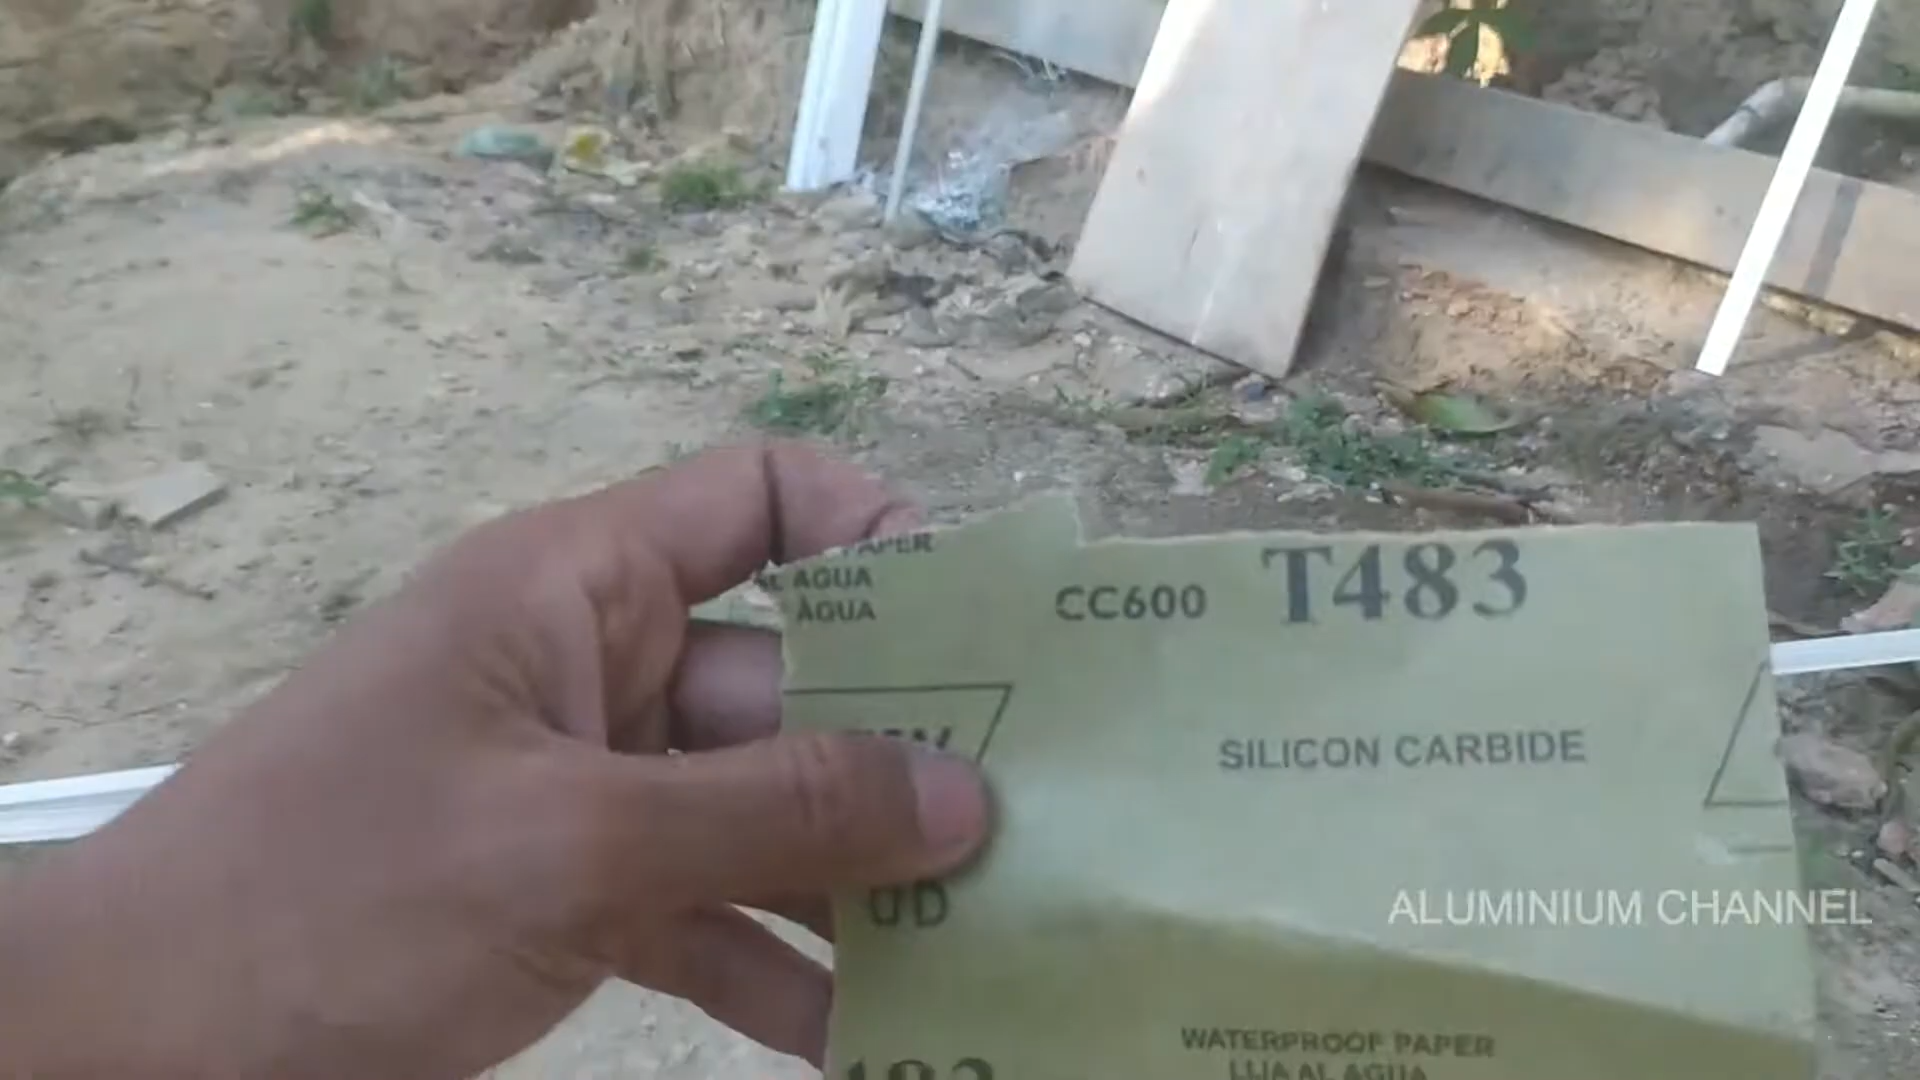 PAPER
AL AGUA
AGUA
CC600 T483
SILICON CARBIDE
ALUMINIUM CHANNEL
WATERPROOF PAPER
LIJA AL AGUA